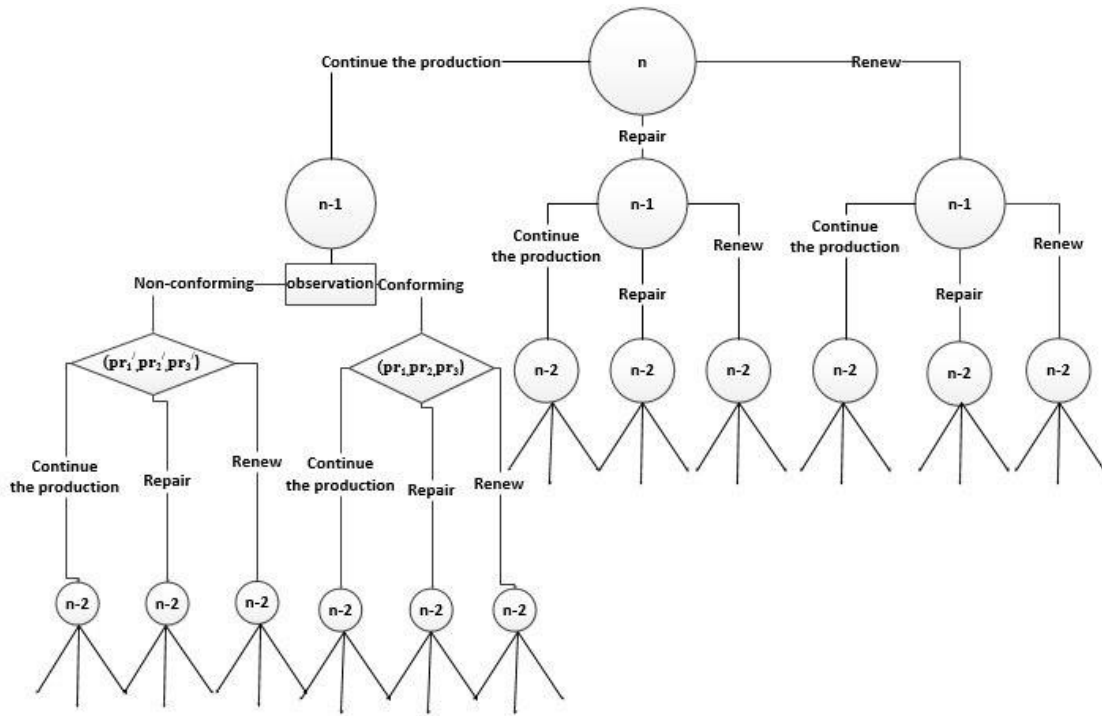 n
Continue the production
Renew
Repair
n-1
n-1
n-1
Continue
the production
Renew
Repair
Continue
the production
Renew
Repair
Non-conforming
observation
Conforming
(pr₁′,pr₂′,pr₃′)
(pr₁,pr₂,pr₃)
n-2
n-2
n-2
n-2
n-2
n-2
Continue
the production
Repair
Renew
Continue
the production
Repair
Renew
n-2
n-2
n-2
n-2
n-2
n-2